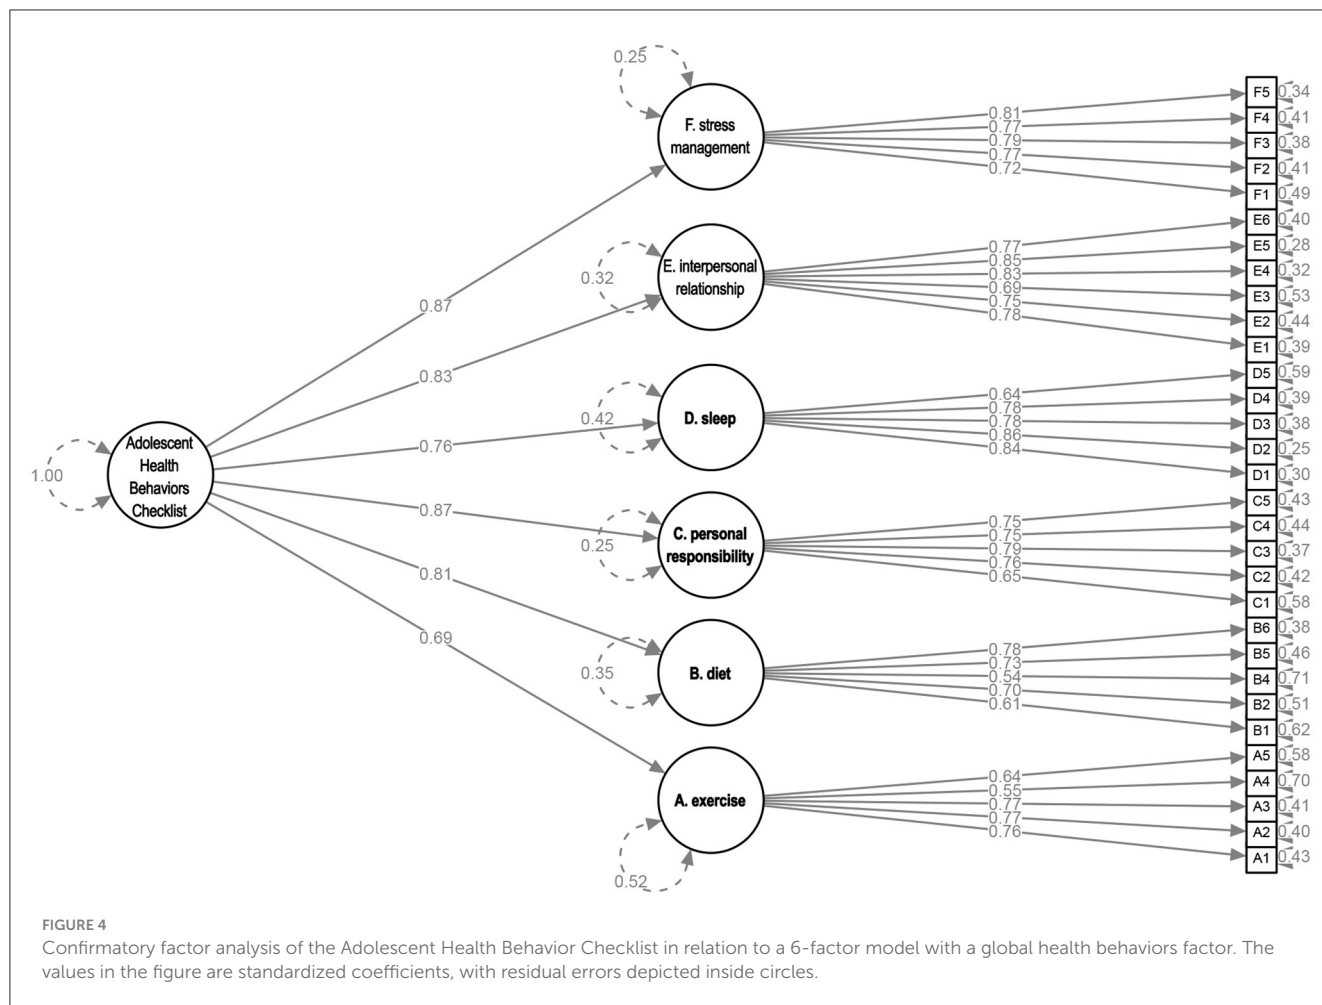 0.25
F. stress
management
0.81
0.77
0.79
0.77
0.72
F5 0.34
F4 0.41
F3 0.38
F2 0.41
F1 0.49
0.87
0.32
E. interpersonal
relationship
0.77
0.85
0.83
0.69
0.75
0.78
E6 0.40
E5 0.28
E4 0.32
E3 0.53
E2 0.44
E1 0.39
0.83
0.42
D. sleep
0.64
0.78
0.78
0.86
0.84
D5 0.59
D4 0.39
D3 0.38
D2 0.25
D1 0.30
0.76
1.00
Adolescent
Health
Behaviors
Checklist
0.87
0.25
C. personal
responsibility
0.75
0.75
0.79
0.76
0.65
C5 0.43
C4 0.44
C3 0.37
C2 0.42
C1 0.58
0.81
0.35
B. diet
0.78
0.73
0.54
0.70
0.61
B6 0.38
B5 0.46
B4 0.71
B2 0.51
B1 0.62
0.69
A. exercise
0.52
0.64
0.55
0.77
0.77
0.76
A5 0.58
A4 0.70
A3 0.41
A2 0.40
A1 0.43
FIGURE 4
Confirmatory factor analysis of the Adolescent Health Behavior Checklist in relation to a 6-factor model with a global health behaviors factor. The
values in the figure are standardized coefficients, with residual errors depicted inside circles.